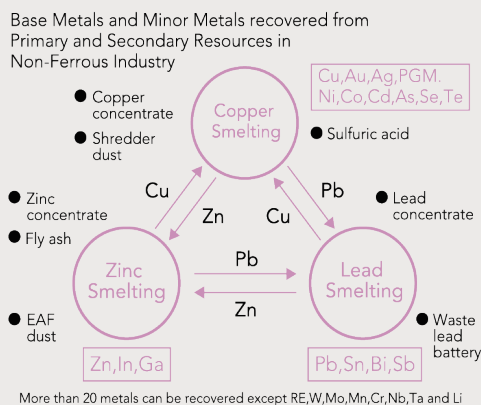 Base Metals and Minor Metals recovered from
Primary and Secondary Resources in
Non-Ferrous Industry
Cu,Au,Ag,PGM.
Ni,Co,Cd,As,Se,Te
Copper
concentrate
Shredder
dust
Copper
Smelting
Sulfuric acid
Cu
Zn
Cu
Pb
Zinc
concentrate
Fly ash
Lead
concentrate
Zinc
Smelting
Pb
Zn
Lead
Smelting
EAF
dust
Waste
lead
battery
Zn,In,Ga
Pb,Sn,Bi,Sb
More than 20 metals can be recovered except RE,W,Mo,Mn,Cr,Nb,Ta and Li